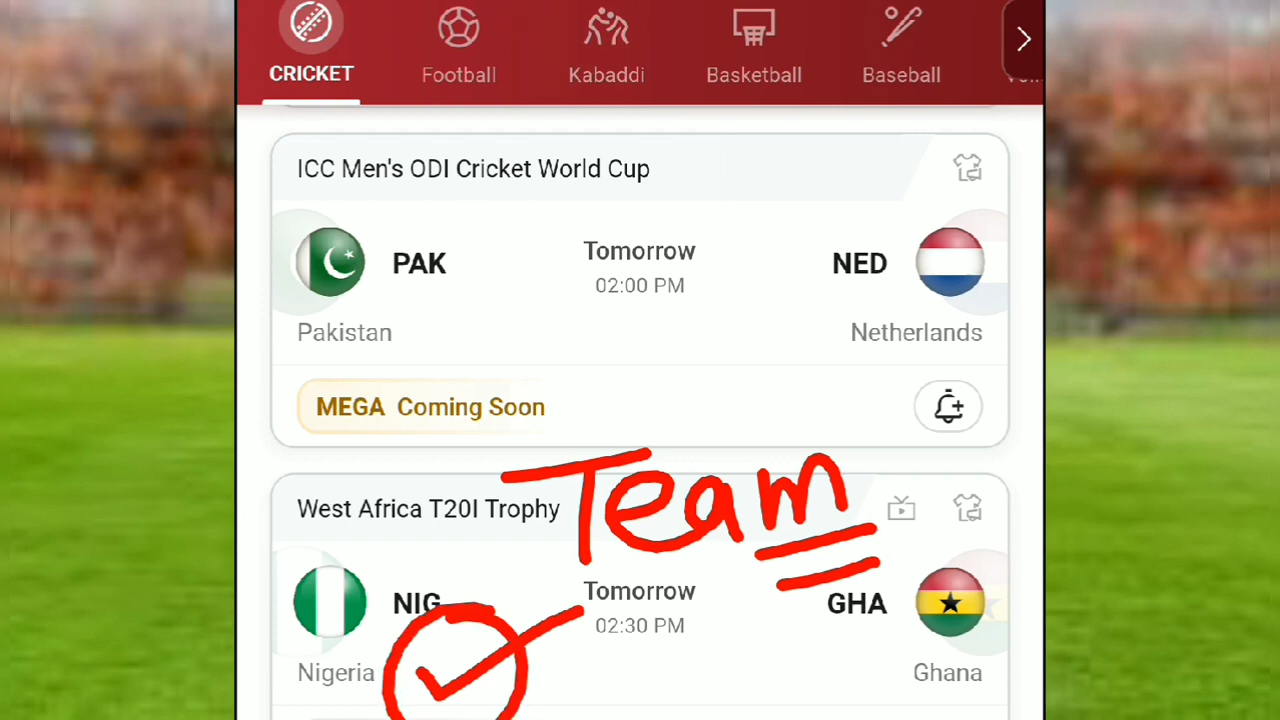 CRICKET Football Kabaddi Basketball Baseball
ICC Men's ODI Cricket World Cup
PAK Tomorrow NED
02:00 PM
Pakistan Netherlands
MEGA Coming Soon
Team
West Africa T20I Trophy
NIG Tomorrow GHA
02:30 PM
Nigeria Ghana